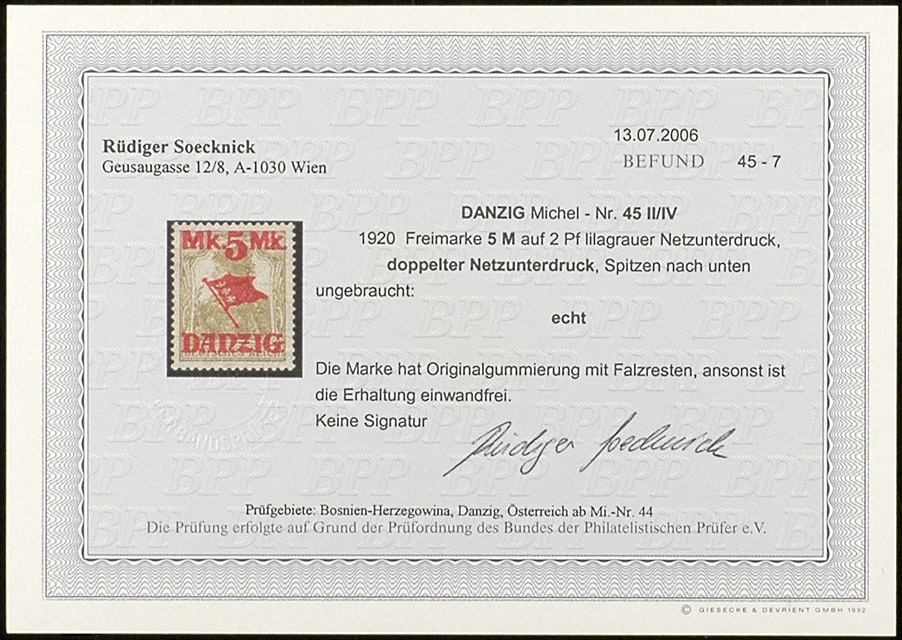 Rüdiger Soecknick
Geusaugasse 12/8, A-1030 Wien
13.07.2006
BEFUND 45 - 7
DANZIG Michel - Nr. 45 II/IV
1920 Freimarke 5 M auf 2 Pf lilagrauer Netzunterdruck,
doppelter Netzunterdruck, Spitzen nach unten
ungebraucht:
echt
Mk 5 Mk
DANZIG
DEUTSCHES REICH
Die Marke hat Originalgummierung mit Falzresten, ansonst ist
die Erhaltung einwandfrei.
Keine Signatur
Rüdiger Soecknick
Prüfgebiete: Bosnien-Herzegowina, Danzig, Österreich ab Mi.-Nr. 44
Die Prüfung erfolgte auf Grund der Prüfordnung des Bundes der Philatelistischen Prüfer e.V.
© GIESECKE & DEVRIENT GMBH 1992
BPP